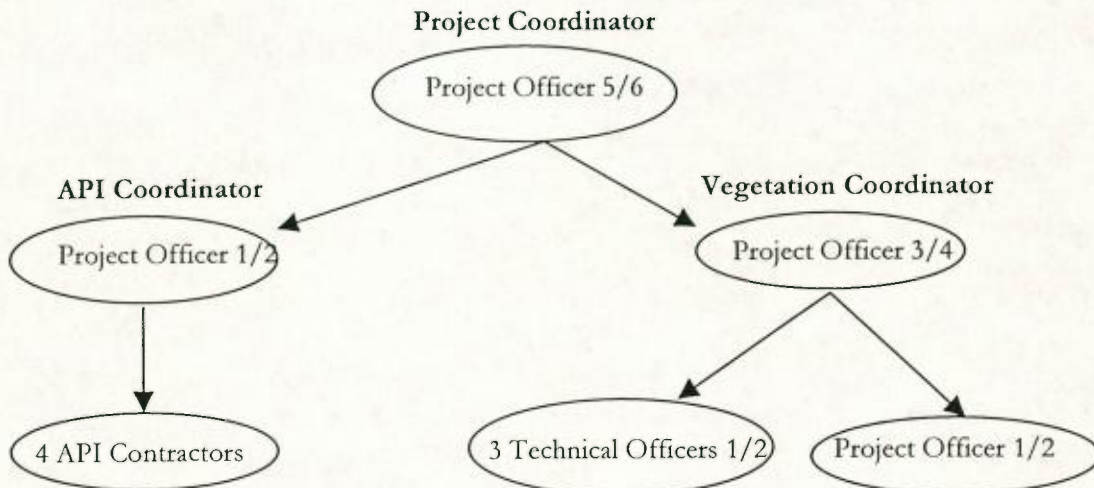 Project Coordinator
Project Officer 5/6
API Coordinator
Vegetation Coordinator
Project Officer 1/2
Project Officer 3/4
4 API Contractors
3 Technical Officers 1/2
Project Officer 1/2